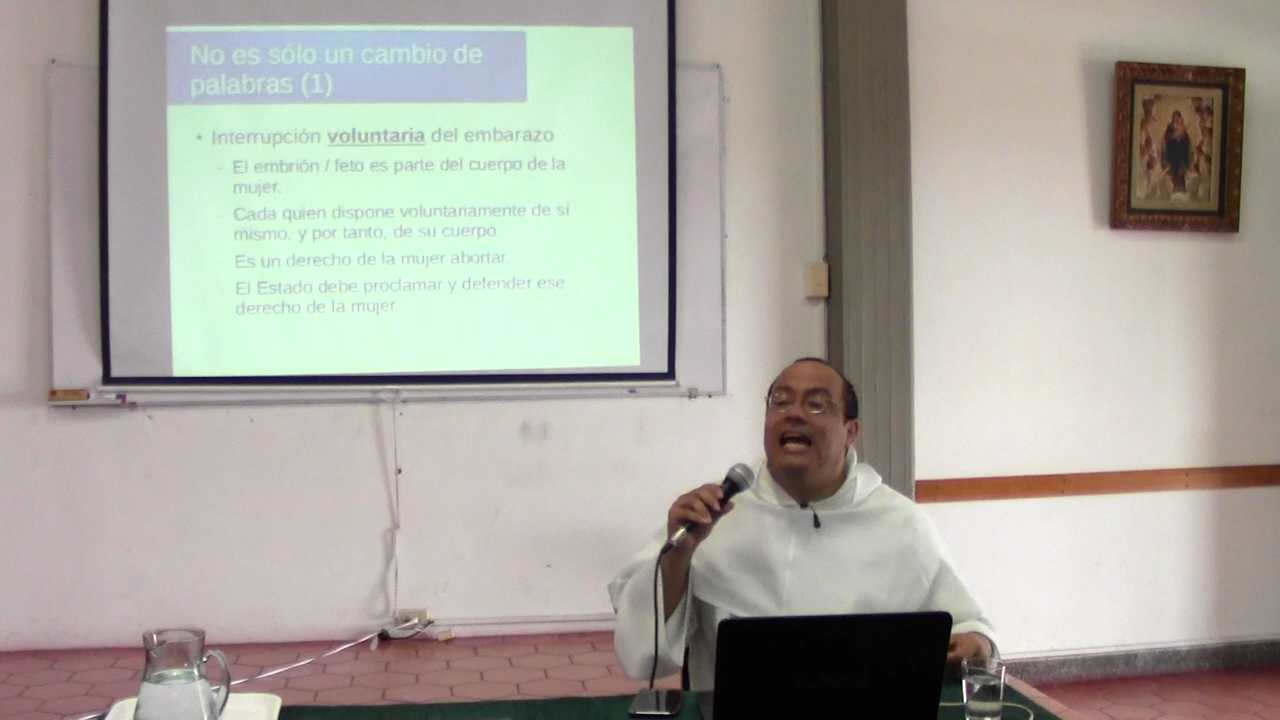 No es sólo un cambio de
palabras (1)
• Interrupción voluntaria del embarazo
- El embrión / feto es parte del cuerpo de la
mujer.
- Cada quien dispone voluntariamente de sí
mismo, y por tanto, de su cuerpo.
- Es un derecho de la mujer abortar.
- El Estado debe proclamar y defender ese
derecho de la mujer.